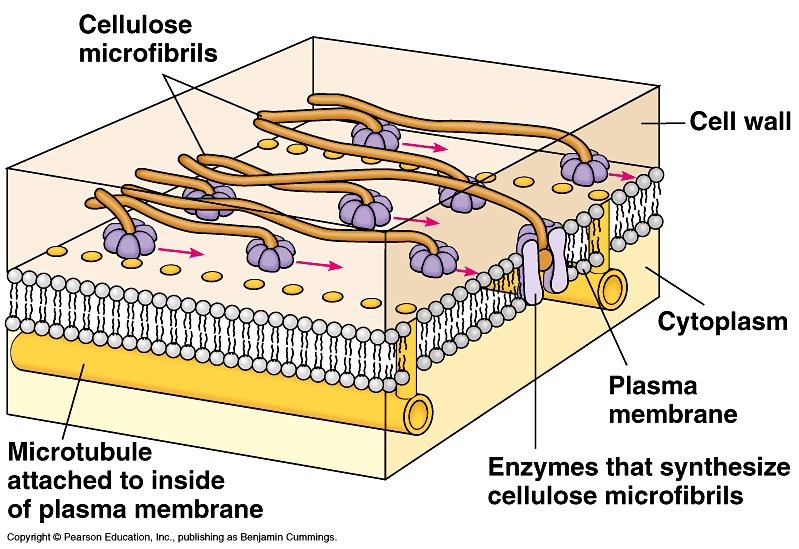 Cellulose
microfibrils
Cell wall
Cytoplasm
Plasma
membrane
Enzymes that synthesize
cellulose microfibrils
Microtubule
attached to inside
of plasma membrane
Copyright © Pearson Education, Inc., publishing as Benjamin Cummings.